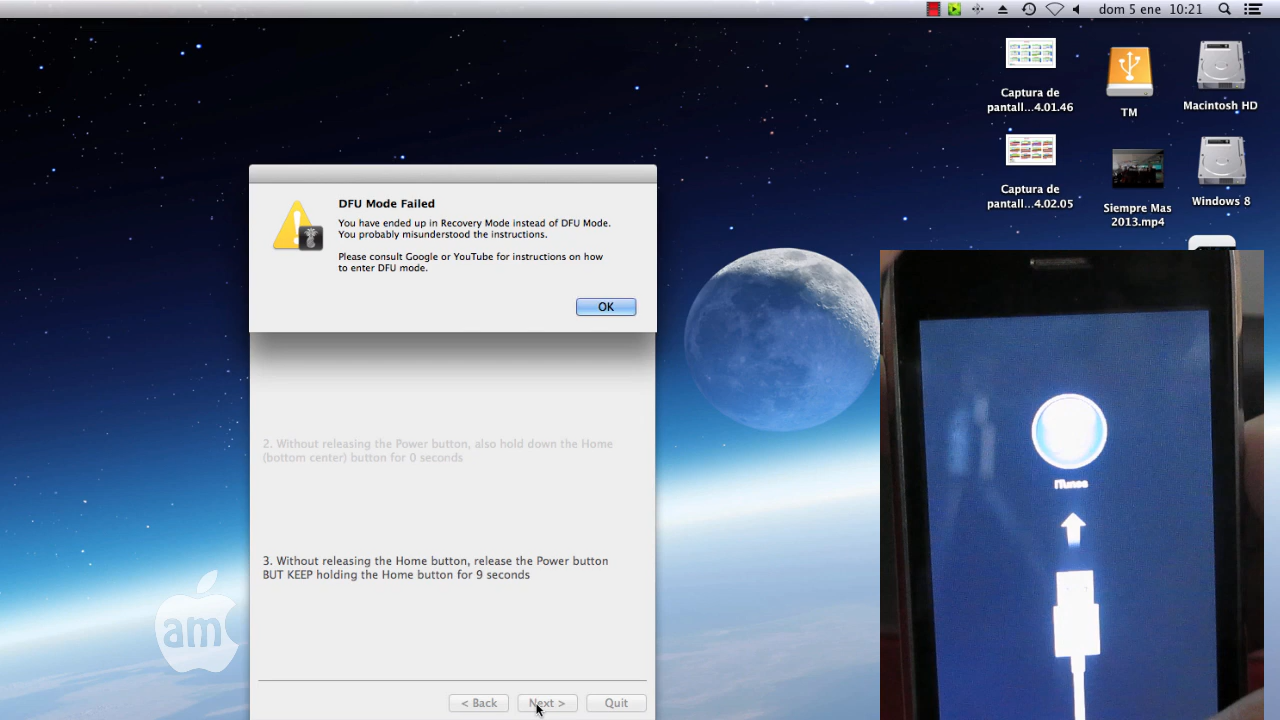 dom 5 ene 10:21
Captura de
pantall...4.01.46
TM
Macintosh HD
Captura de
pantall...4.02.05
Siempre Mas
2013.mp4
Windows 8
DFU Mode Failed
You have ended up in Recovery Mode instead of DFU Mode.
You probably misunderstood the instructions.
Please consult Google or YouTube for instructions on how
to enter DFU mode.
OK
2. Without releasing the Power button, also hold down the Home
(bottom center) button for 0 seconds
3. Without releasing the Home button, release the Power button
BUT KEEP holding the Home button for 9 seconds
< Back
Next >
Quit
am
iTunes